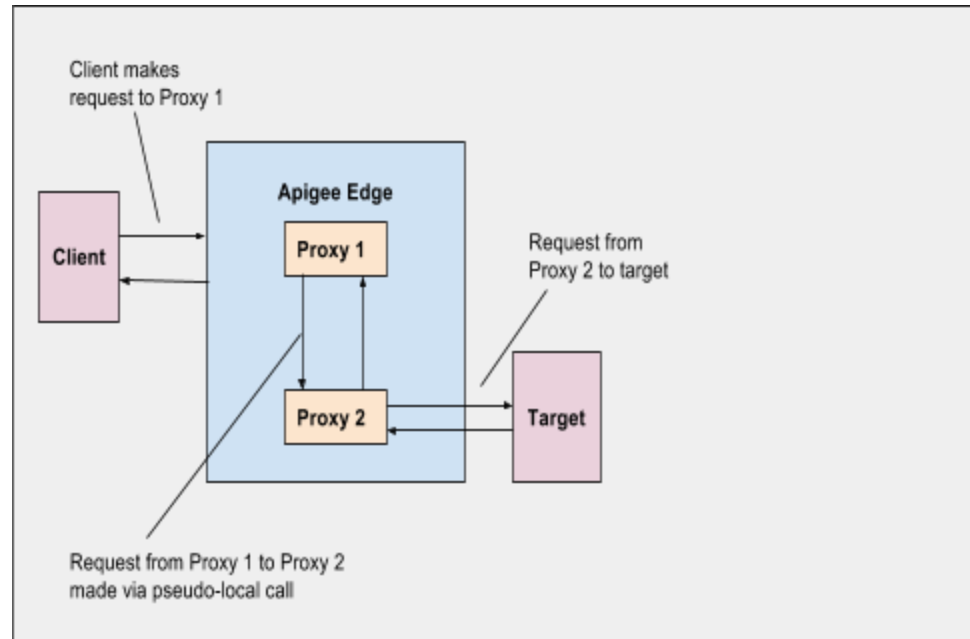 Client makes
request to Proxy 1
Apigee Edge
Proxy 1
Client
Request from
Proxy 2 to target
Proxy 2
Target
Request from Proxy 1 to Proxy 2
made via pseudo-local call